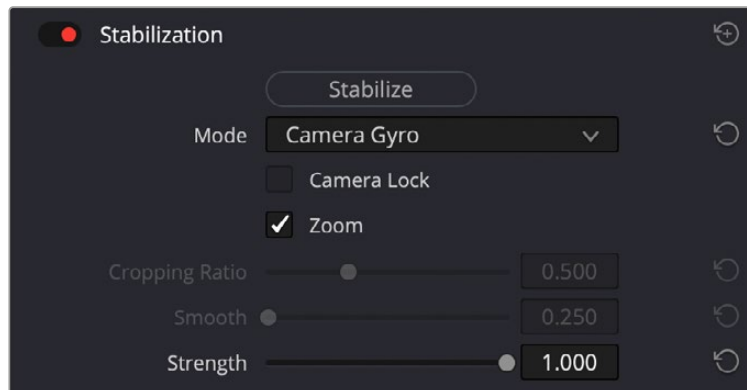 Stabilization
Stabilize
Mode Camera Gyro
Camera Lock
Zoom
Cropping Ratio 0.500
Smooth 0.250
Strength 1.000